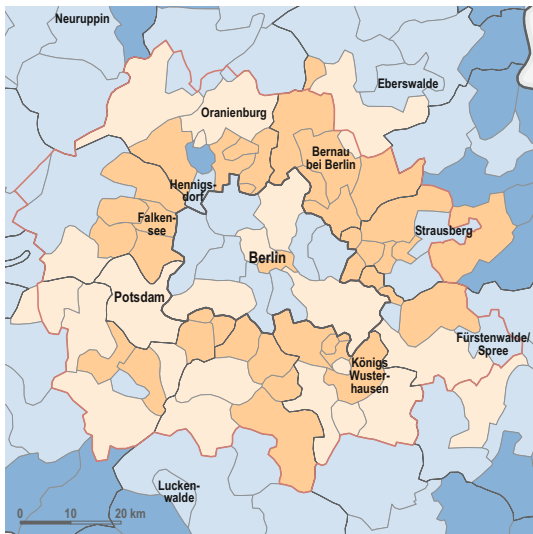 Neuruppin
Eberswalde
Oranienburg
Bernau
bei Berlin
Hennigs-
dorf
Falken-
see
Strausberg
Berlin
Potsdam
Fürstenwalde/
Spree
Königs
Wuster-
hausen
Lucken-
walde
0 10 20 km